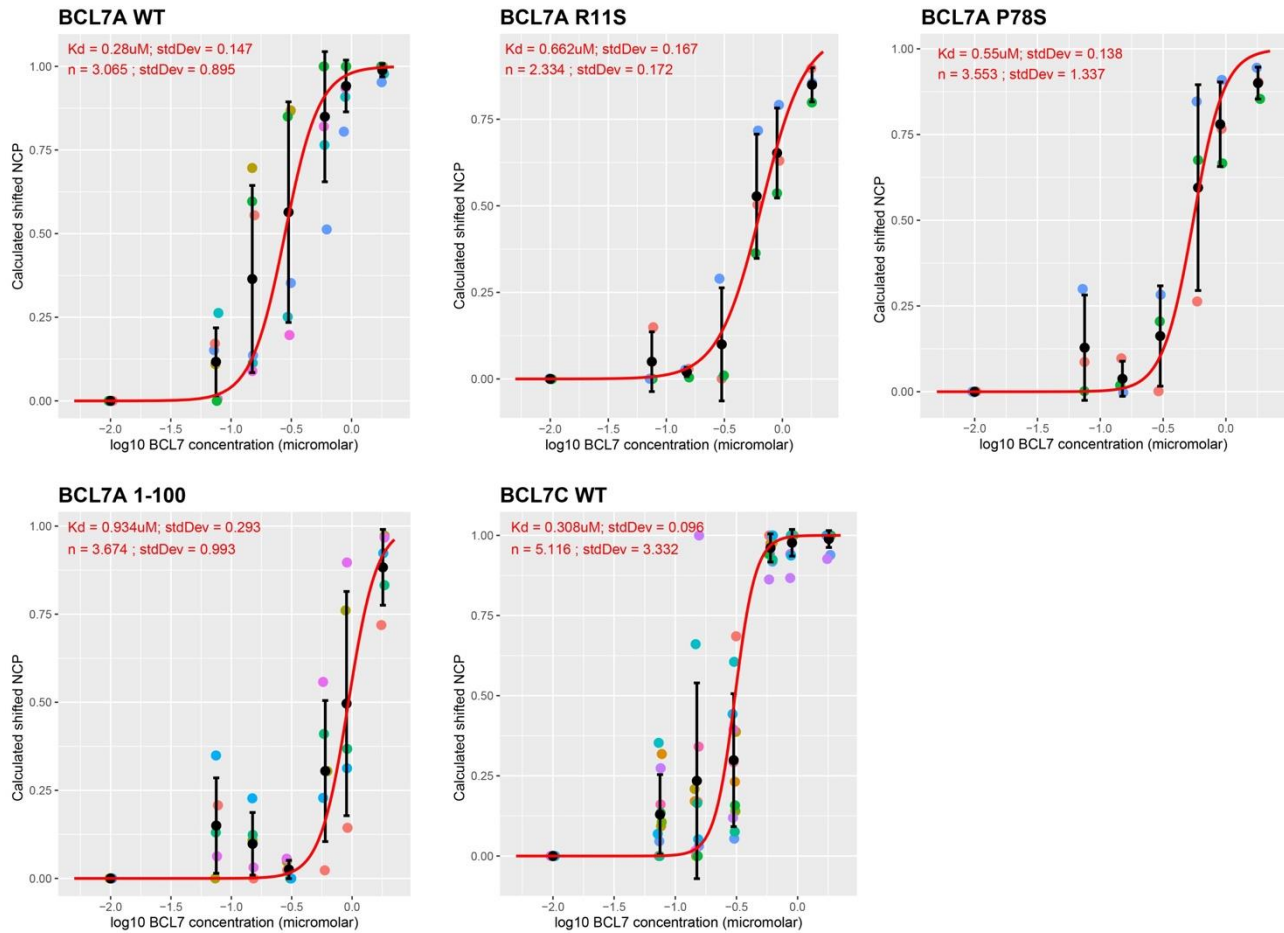 BCL7A WT
Kd = 0.28uM; stdDev = 0.147
n = 3.065 ; stdDev = 0.895
Calculated shifted NCP
1.00
0.75
0.50
0.25
0.00
−2.0 −1.5 −1.0 −0.5 0.0
log10 BCL7 concentration (micromolar)
BCL7A R11S
Kd = 0.662uM; stdDev = 0.167
n = 2.334 ; stdDev = 0.172
Calculated shifted NCP
1.00
0.75
0.50
0.25
0.00
−2.0 −1.5 −1.0 −0.5 0.0
log10 BCL7 concentration (micromolar)
BCL7A P78S
Kd = 0.55uM; stdDev = 0.138
n = 3.553 ; stdDev = 1.337
Calculated shifted NCP
1.00
0.75
0.50
0.25
0.00
−2.0 −1.5 −1.0 −0.5 0.0
log10 BCL7 concentration (micromolar)
BCL7A 1-100
Kd = 0.934uM; stdDev = 0.293
n = 3.674 ; stdDev = 0.993
Calculated shifted NCP
1.00
0.75
0.50
0.25
0.00
−2.0 −1.5 −1.0 −0.5 0.0
log10 BCL7 concentration (micromolar)
BCL7C WT
Kd = 0.308uM; stdDev = 0.096
n = 5.116 ; stdDev = 3.332
Calculated shifted NCP
1.00
0.75
0.50
0.25
0.00
−2.0 −1.5 −1.0 −0.5 0.0
log10 BCL7 concentration (micromolar)